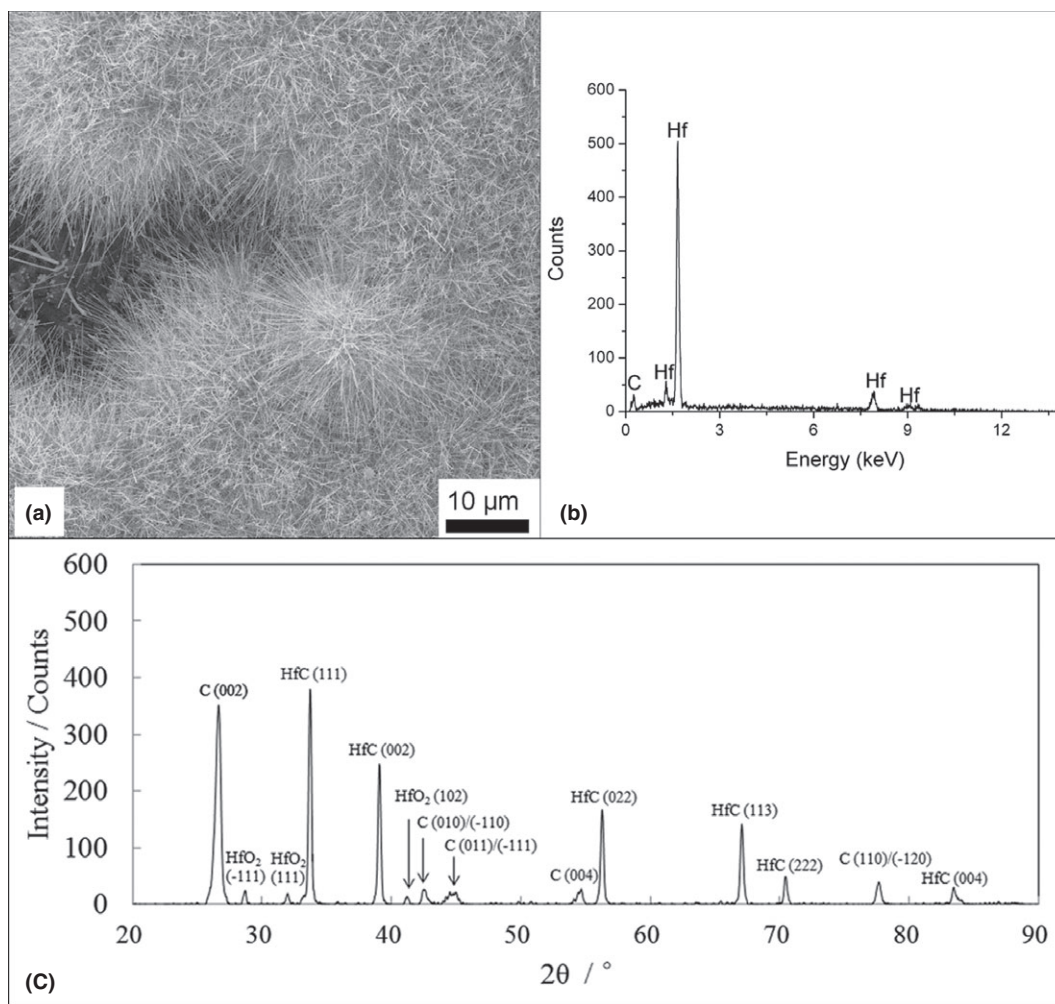 (a)
10 µm
600
500
400
300
200
100
0
Counts
Hf
C
Hf
Hf
Hf
0
3
6
9
12
Energy (keV)
(b)
600
500
400
300
200
100
0
Intensity / Counts
C (002)
HfO₂
(-111)
HfO₂
(111)
HfC (111)
HfC (002)
HfO₂ (102)
C (010)/(-110)
C (011)/(-111)
C (004)
HfC (022)
HfC (113)
HfC (222)
C (110)/(-120)
HfC (004)
20
30
40
50
60
70
80
90
2θ / °
(C)